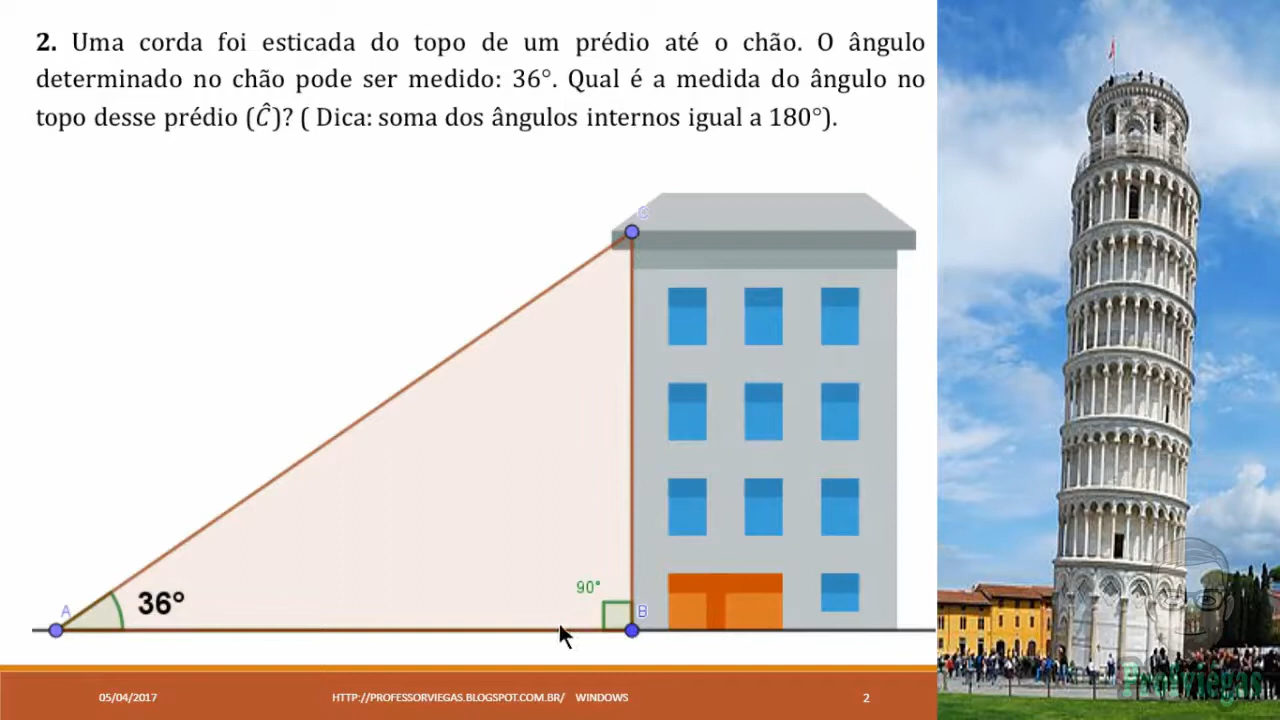 2. Uma corda foi esticada do topo de um prédio até o chão. O ângulo
determinado no chão pode ser medido: 36°. Qual é a medida do ângulo no
topo desse prédio (Ĉ)? ( Dica: soma dos ângulos internos igual a 180°).
C
A
36°
90°
B
05/04/2017
HTTP://PROFESSORVIEGAS.BLOGSPOT.COM.BR/ WINDOWS
2
Profviegas